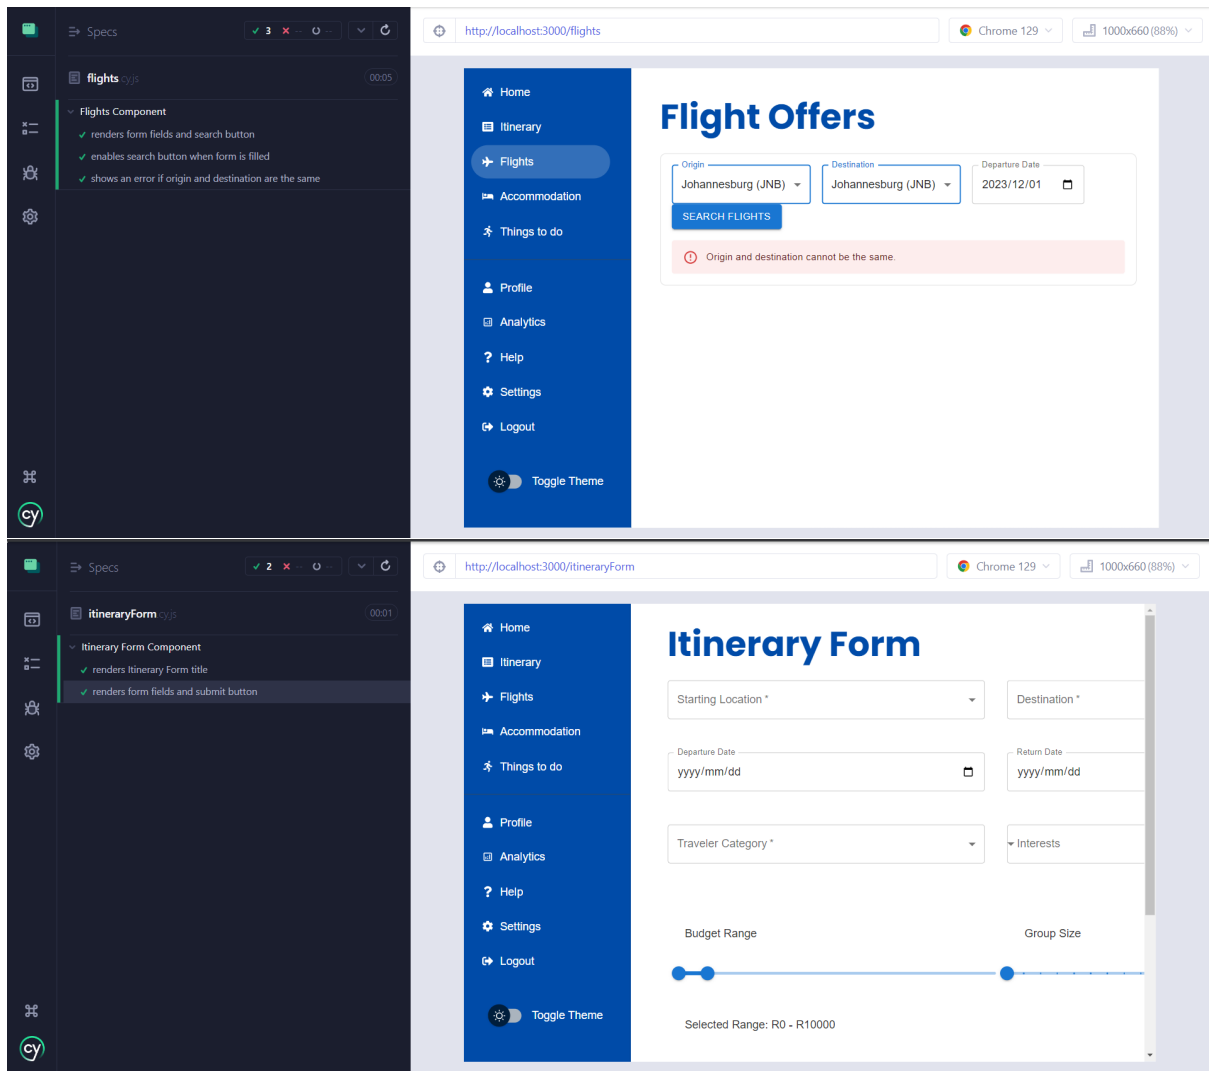 Specs
3
--
--
http://localhost:3000/flights
Chrome 129
1000x660 (88%)
flights.cy.js
00:05
Flights Component
renders form fields and search button
enables search button when form is filled
shows an error if origin and destination are the same
cy
Home
Itinerary
Flights
Accommodation
Things to do
Profile
Analytics
Help
Settings
Logout
Toggle Theme
Flight Offers
Origin
Destination
Departure Date
Johannesburg (JNB)
Johannesburg (JNB)
2023/12/01
SEARCH FLIGHTS
Origin and destination cannot be the same.
Specs
2
--
--
http://localhost:3000/itineraryForm
Chrome 129
1000x660 (88%)
itineraryForm.cy.js
00:01
Itinerary Form Component
renders Itinerary Form title
renders form fields and submit button
cy
Home
Itinerary
Flights
Accommodation
Things to do
Profile
Analytics
Help
Settings
Logout
Toggle Theme
Itinerary Form
Starting Location *
Destination *
Departure Date
yyyy/mm/dd
Return Date
yyyy/mm/dd
Traveler Category *
Interests
Budget Range
Group Size
Selected Range: R0 - R10000